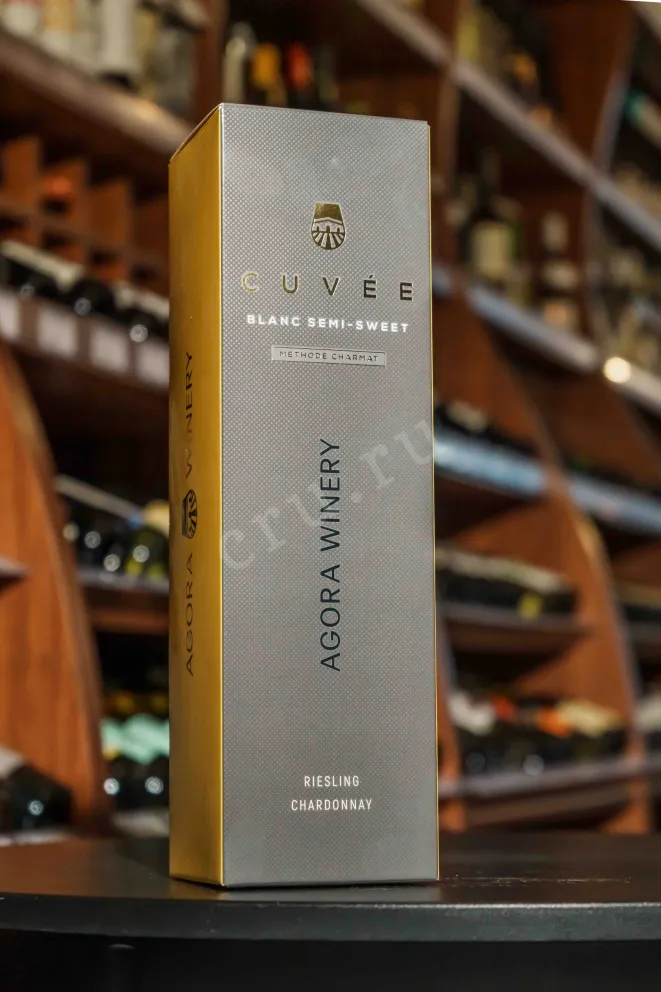 CUVÉE
BLANC SEMI-SWEET
METHODE CHARMAT
AGORA WINERY
RIESLING
CHARDONNAY
AGORA WINERY
cru.ru